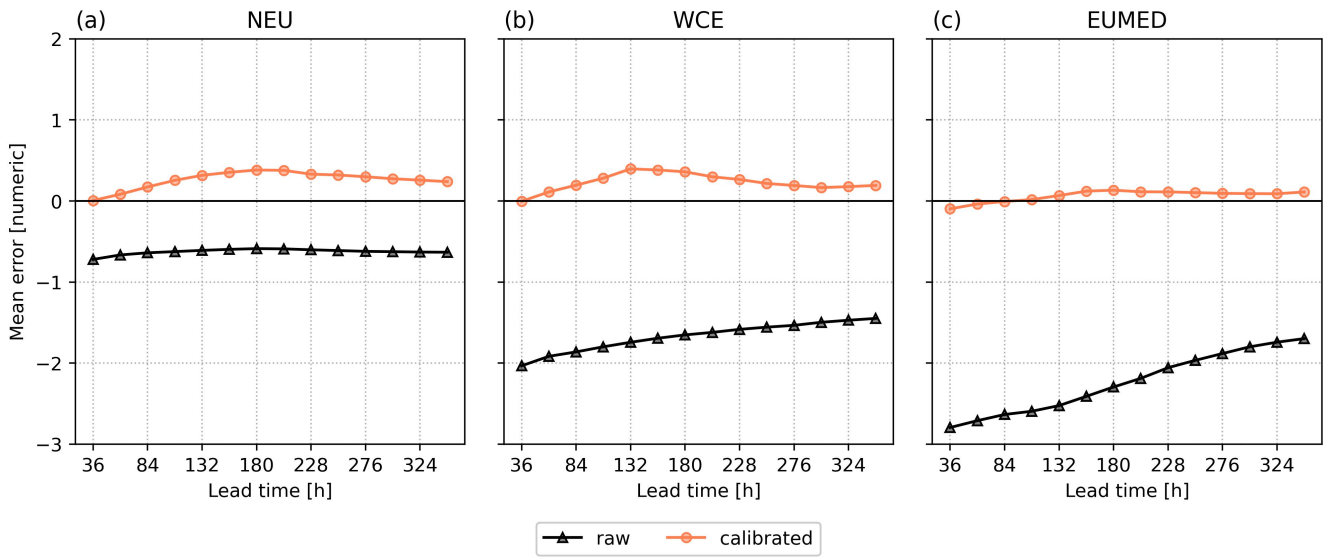 (a) NEU
(b) WCE
(c) EUMED
Mean error [numeric]
2
1
0
−1
−2
−3
36 84 132 180 228 276 324
36 84 132 180 228 276 324
36 84 132 180 228 276 324
Lead time [h]
Lead time [h]
Lead time [h]
raw calibrated